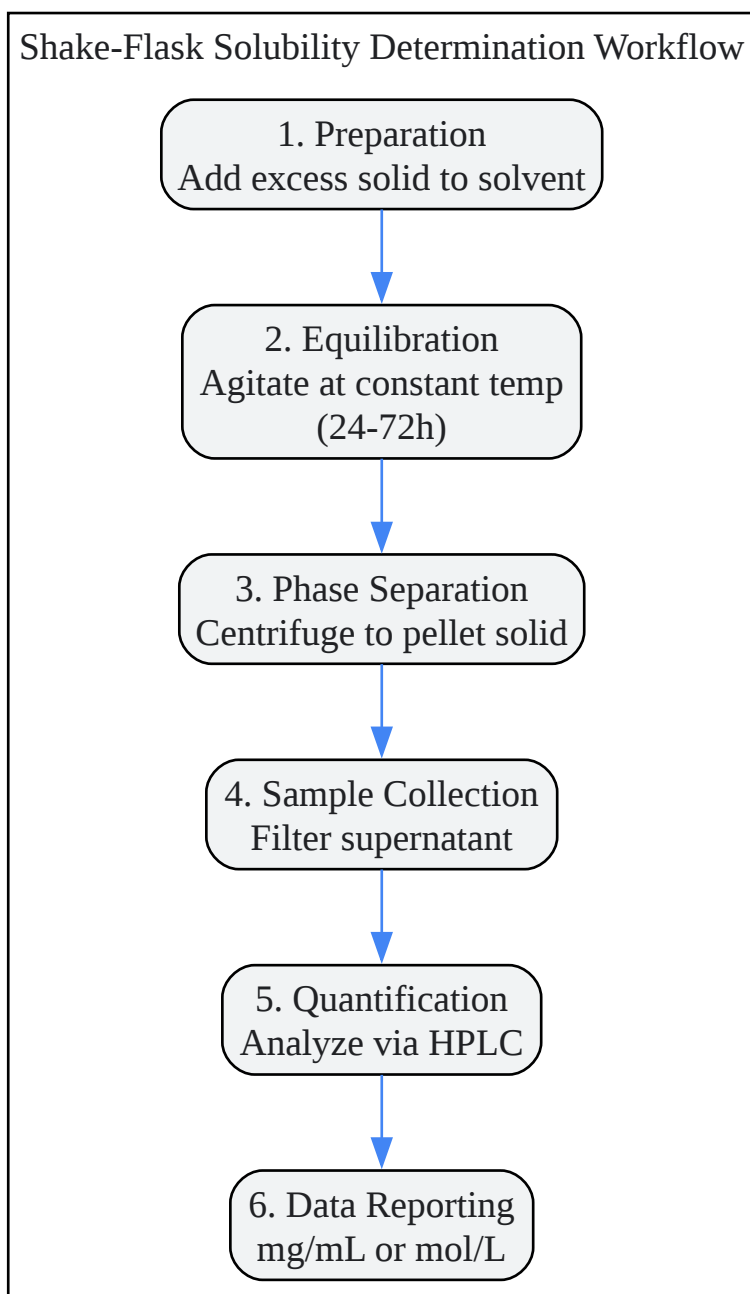 Shake-Flask Solubility Determination Workflow
1. Preparation
Add excess solid to solvent
2. Equilibration
Agitate at constant temp
(24-72h)
3. Phase Separation
Centrifuge to pellet solid
4. Sample Collection
Filter supernatant
5. Quantification
Analyze via HPLC
6. Data Reporting
mg/mL or mol/L